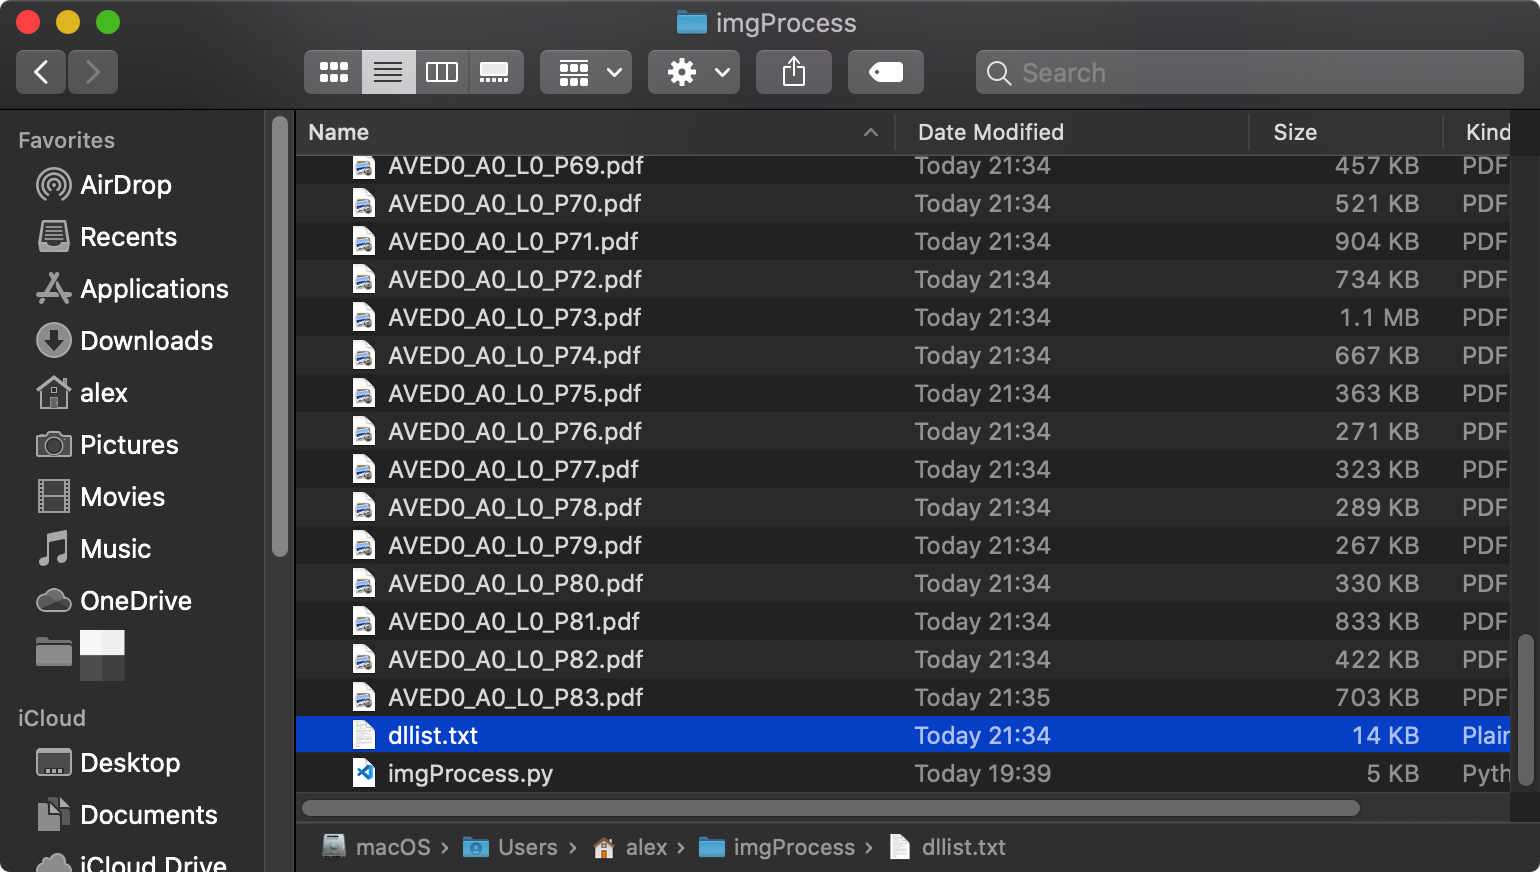 imgProcess
Search
Favorites
AirDrop
Recents
Applications
Downloads
alex
Pictures
Movies
Music
OneDrive
iCloud
Desktop
Documents
iCloud Drive
Name Date Modified Size Kind
AVED0_A0_L0_P69.pdf Today 21:34 457 KB PDF
AVED0_A0_L0_P70.pdf Today 21:34 521 KB PDF
AVED0_A0_L0_P71.pdf Today 21:34 904 KB PDF
AVED0_A0_L0_P72.pdf Today 21:34 734 KB PDF
AVED0_A0_L0_P73.pdf Today 21:34 1.1 MB PDF
AVED0_A0_L0_P74.pdf Today 21:34 667 KB PDF
AVED0_A0_L0_P75.pdf Today 21:34 363 KB PDF
AVED0_A0_L0_P76.pdf Today 21:34 271 KB PDF
AVED0_A0_L0_P77.pdf Today 21:34 323 KB PDF
AVED0_A0_L0_P78.pdf Today 21:34 289 KB PDF
AVED0_A0_L0_P79.pdf Today 21:34 267 KB PDF
AVED0_A0_L0_P80.pdf Today 21:34 330 KB PDF
AVED0_A0_L0_P81.pdf Today 21:34 833 KB PDF
AVED0_A0_L0_P82.pdf Today 21:34 422 KB PDF
AVED0_A0_L0_P83.pdf Today 21:35 703 KB PDF
dllist.txt Today 21:34 14 KB Plain
imgProcess.py Today 19:39 5 KB Pyth
macOS › Users › alex › imgProcess › dllist.txt